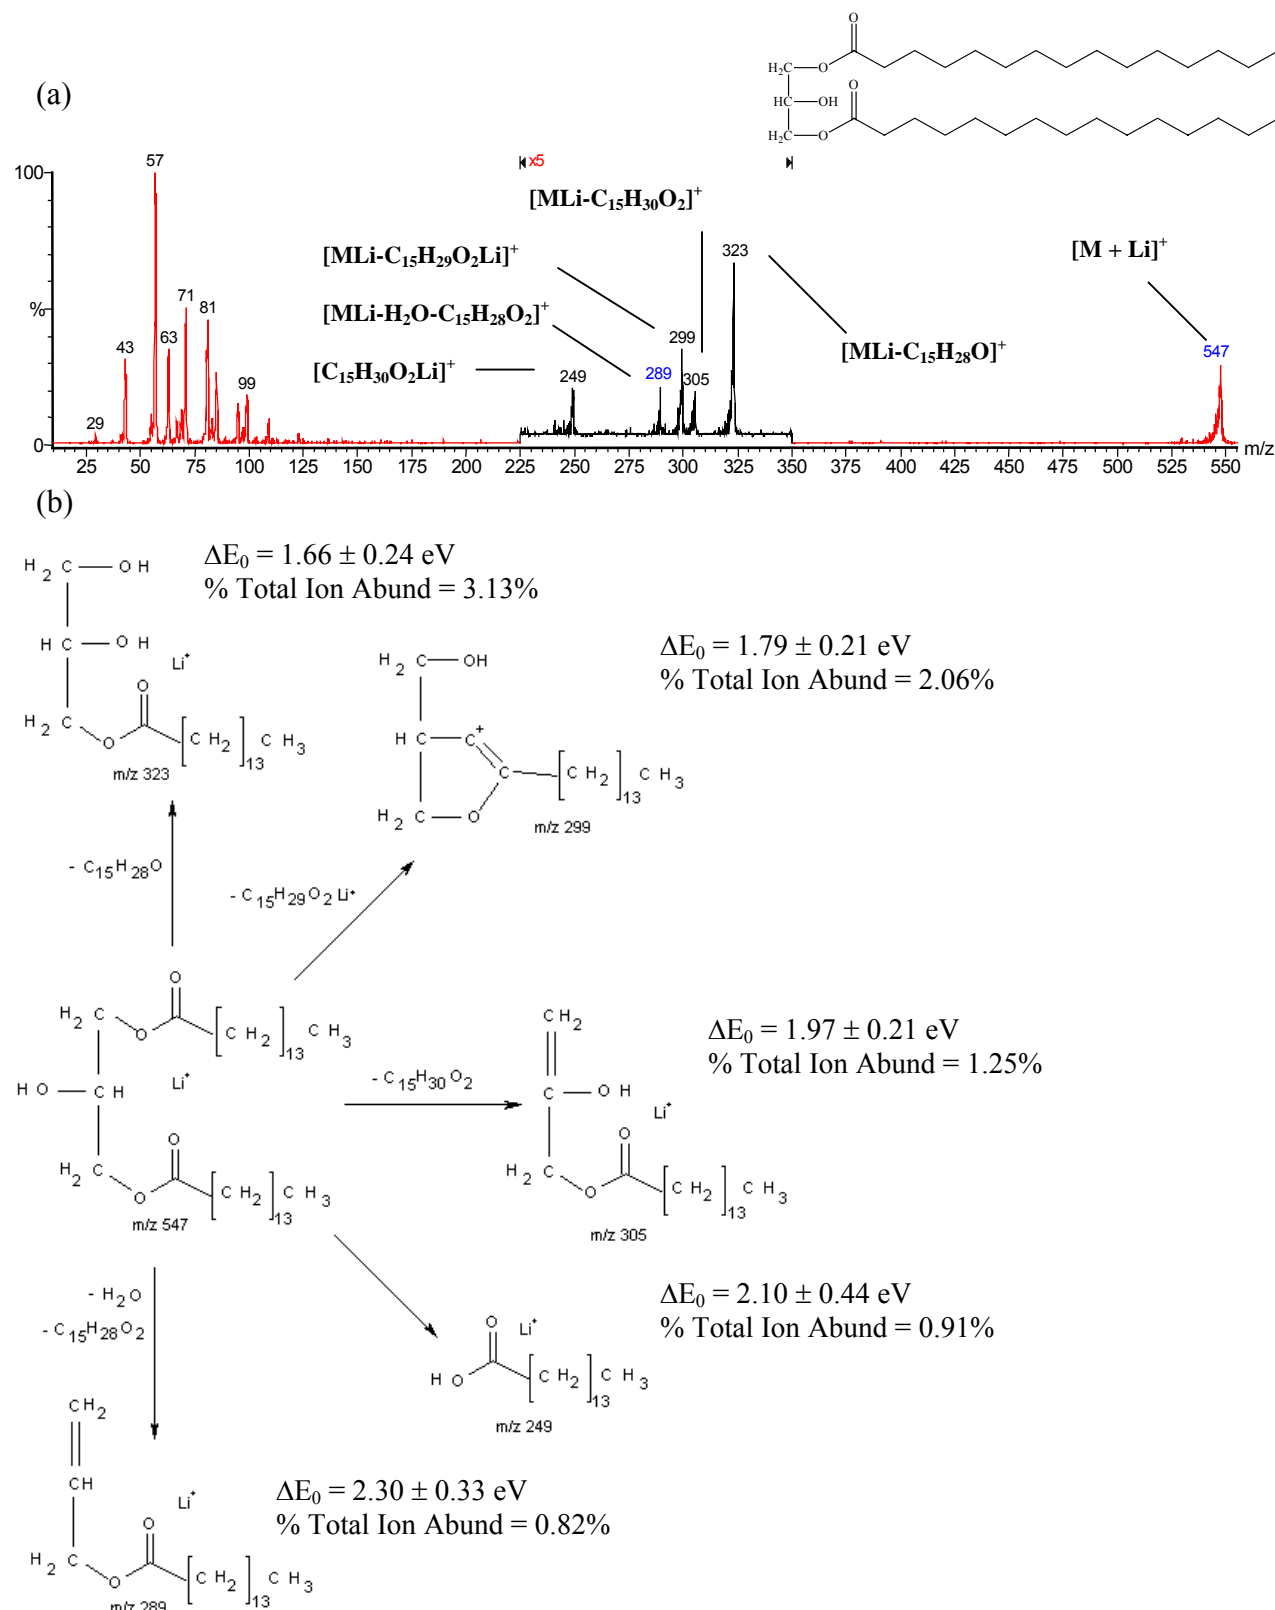 (a)
O
H₂C O
HC OH O
H₂C O
100
%
0
57
43
29
63
71
81
99
x5
[MLi-C₁₅H₃₀O₂]⁺
[MLi-C₁₅H₂₉O₂Li]⁺
[MLi-H₂O-C₁₅H₂₈O₂]⁺
[C₁₅H₃₀O₂Li]⁺
249
289
299
305
323
[MLi-C₁₅H₂₈O]⁺
[M + Li]⁺
547
25 50 75 100 125 150 175 200 225 250 275 300 325 350 375 400 425 450 475 500 525 550 m/z
(b)
ΔE₀ = 1.66 ± 0.24 eV
% Total Ion Abund = 3.13%
H₂C OH
HC OH
Li⁺
O
H₂C O C [CH₂]₁₃ CH₃
m/z 323
ΔE₀ = 1.79 ± 0.21 eV
% Total Ion Abund = 2.06%
H₂C OH
HC C⁺
C [CH₂]₁₃ CH₃
H₂C O
m/z 299
- C₁₅H₂₈O
- C₁₅H₂₉O₂Li⁺
O
H₂C O C [CH₂]₁₃ CH₃
HO CH
Li⁺
O
H₂C O C [CH₂]₁₃ CH₃
m/z 547
- C₁₅H₃₀O₂
ΔE₀ = 1.97 ± 0.21 eV
% Total Ion Abund = 1.25%
CH₂
C OH
Li⁺
O
H₂C O C [CH₂]₁₃ CH₃
m/z 305
ΔE₀ = 2.10 ± 0.44 eV
% Total Ion Abund = 0.91%
O Li⁺
HO C [CH₂]₁₃ CH₃
m/z 249
- H₂O
- C₁₅H₂₈O₂
ΔE₀ = 2.30 ± 0.33 eV
% Total Ion Abund = 0.82%
CH₂
CH
Li⁺
O
H₂C O C [CH₂]₁₃ CH₃
m/z 289